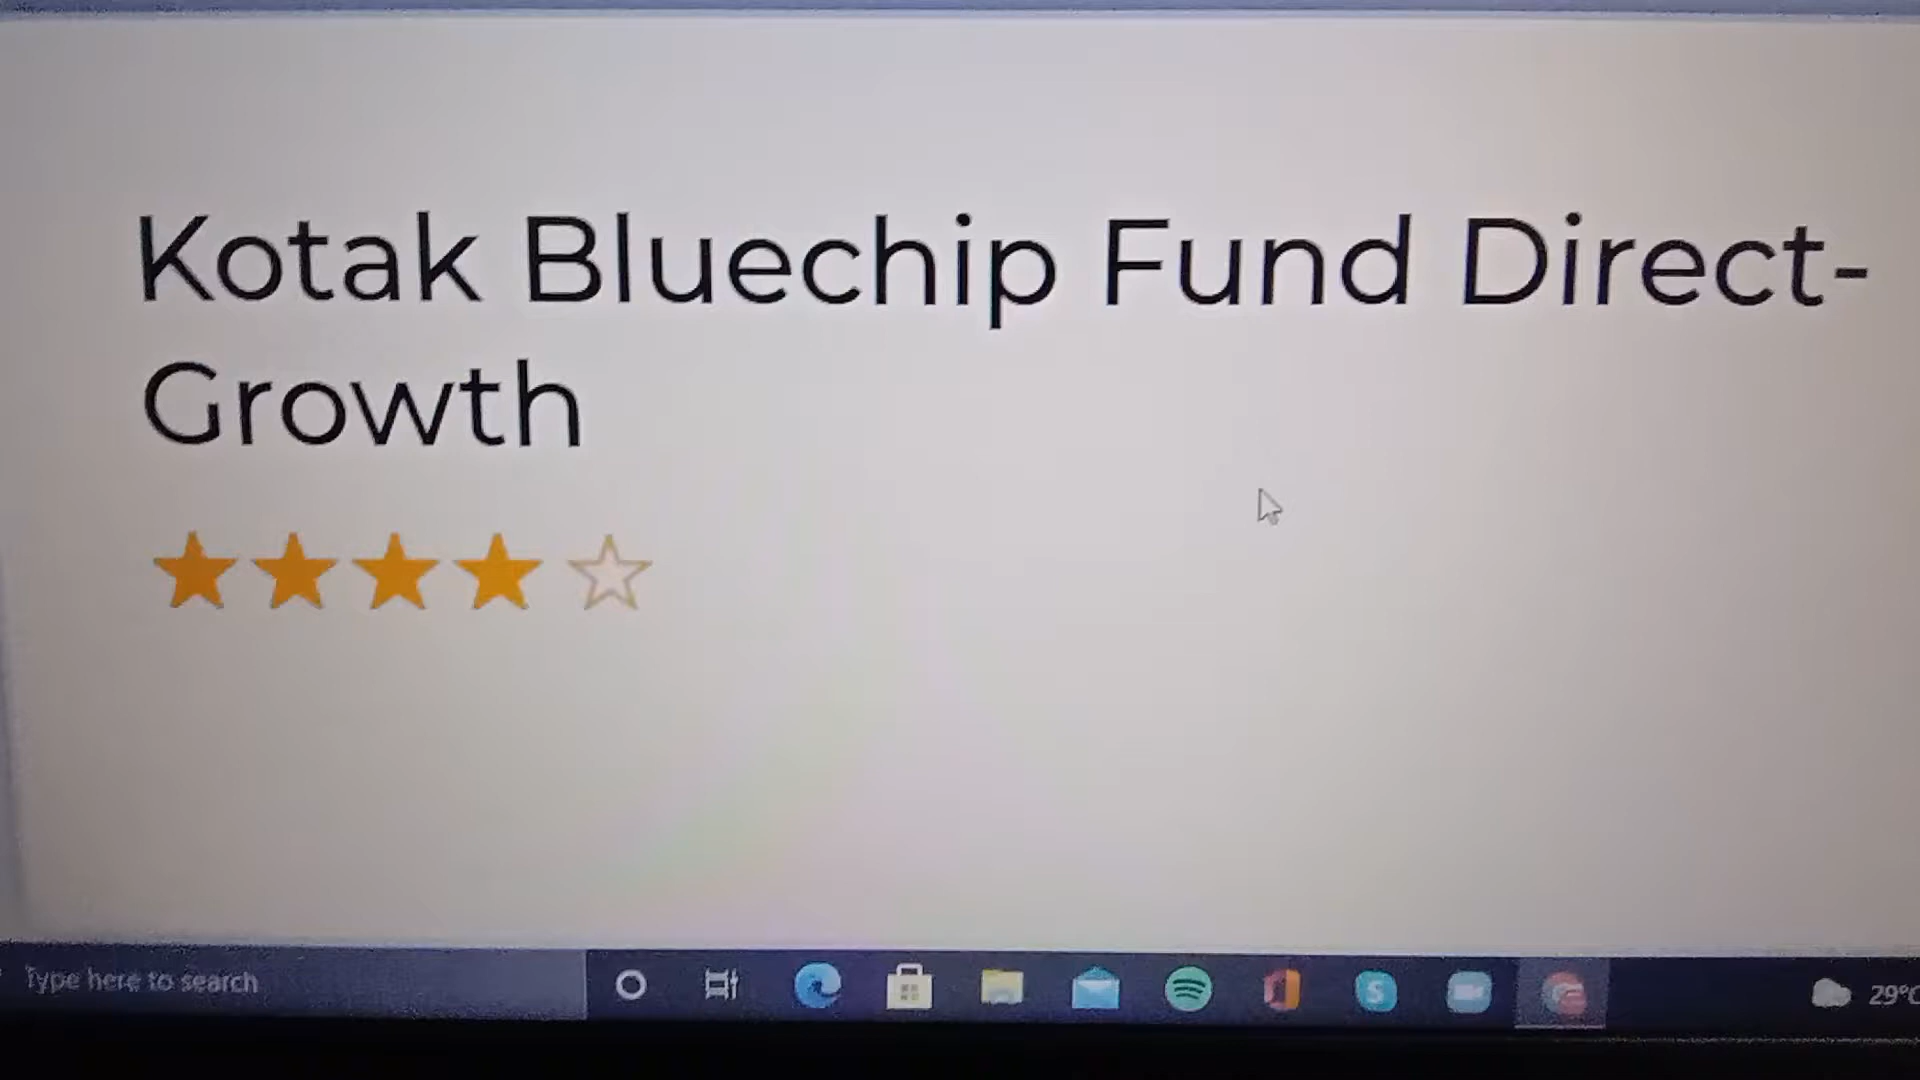 Kotak Bluechip Fund Direct-
Growth
Type here to search
29°C